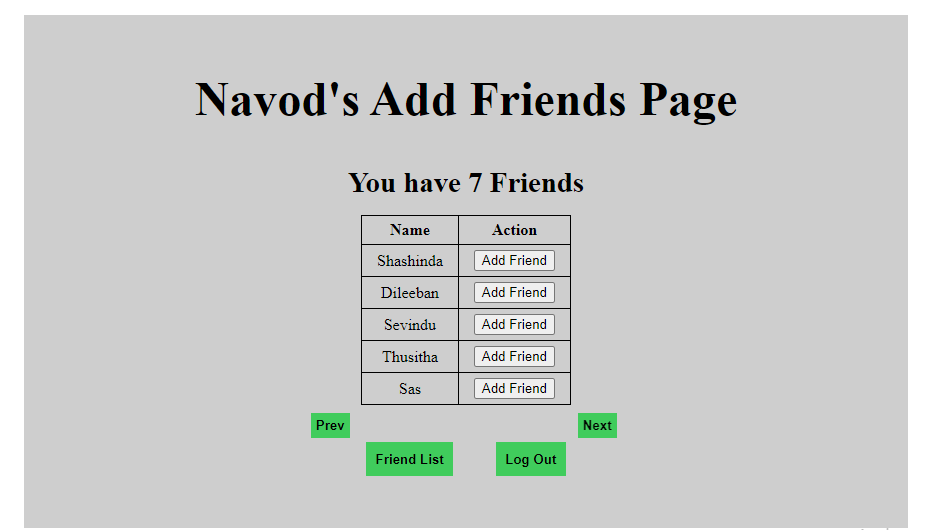 Navod's Add Friends Page
You have 7 Friends
Name Action
Shashinda Add Friend
Dileeban Add Friend
Sevindu Add Friend
Thusitha Add Friend
Sas Add Friend
Prev Next
Friend List Log Out